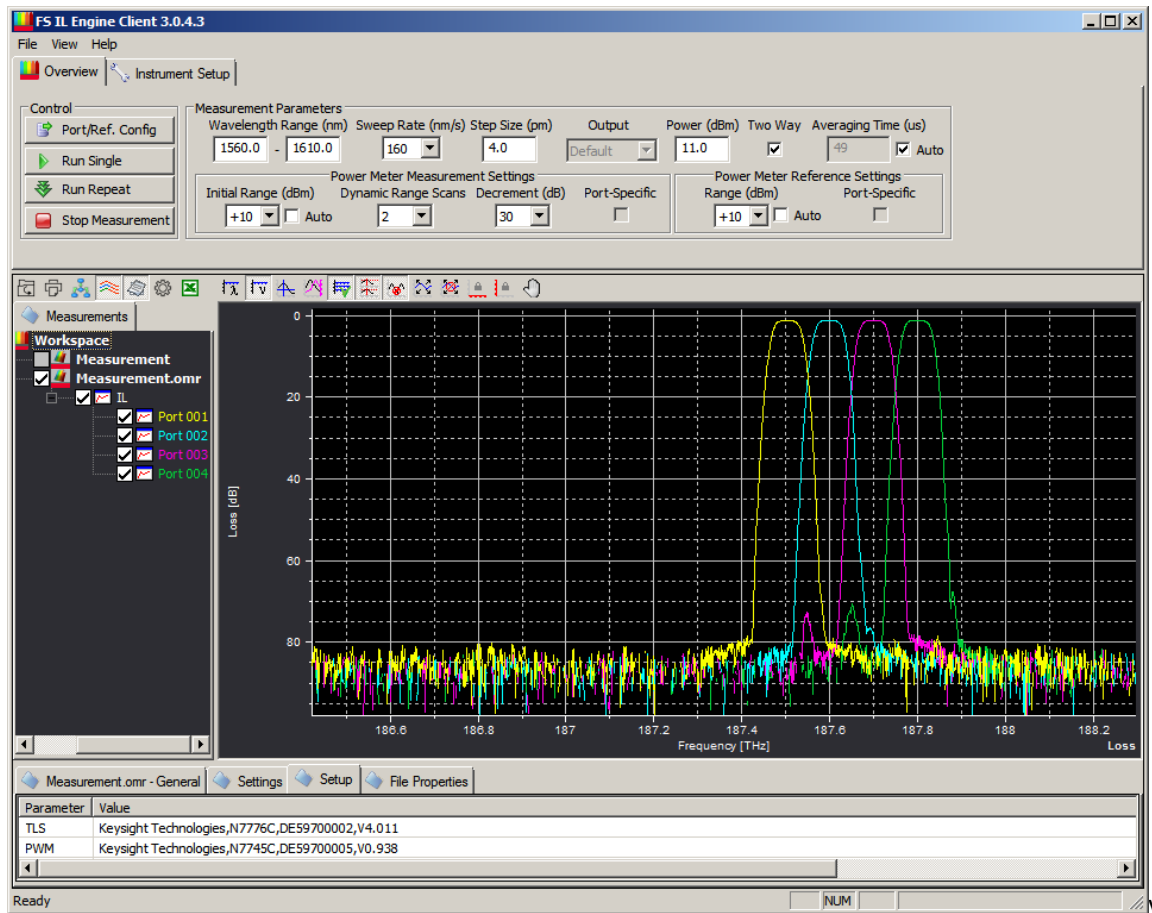 FS IL Engine Client 3.0.4.3
File View Help
Overview Instrument Setup
Control
Port/Ref. Config
Run Single
Run Repeat
Stop Measurement
Measurement Parameters
Wavelength Range (nm) Sweep Rate (nm/s) Step Size (pm) Output Power (dBm) Two Way Averaging Time (us)
1560.0 - 1610.0 160 4.0 Default 11.0 49 Auto
Power Meter Measurement Settings
Initial Range (dBm) Dynamic Range Scans Decrement (dB) Port-Specific
+10 Auto 2 30
Power Meter Reference Settings
Range (dBm) Port-Specific
+10 Auto
Measurements
Workspace
Measurement
Measurement.omr
IL
Port 001
Port 002
Port 003
Port 004
0
20
40
60
80
Loss [dB]
186.6 186.8 187 187.2 187.4 187.6 187.8 188 188.2
Frequency [THz]
Loss
Measurement.omr - General Settings Setup File Properties
Parameter Value
TLS Keysight Technologies,N7776C,DE59700002,V4.011
PWM Keysight Technologies,N7745C,DE59700005,V0.938
Ready NUM